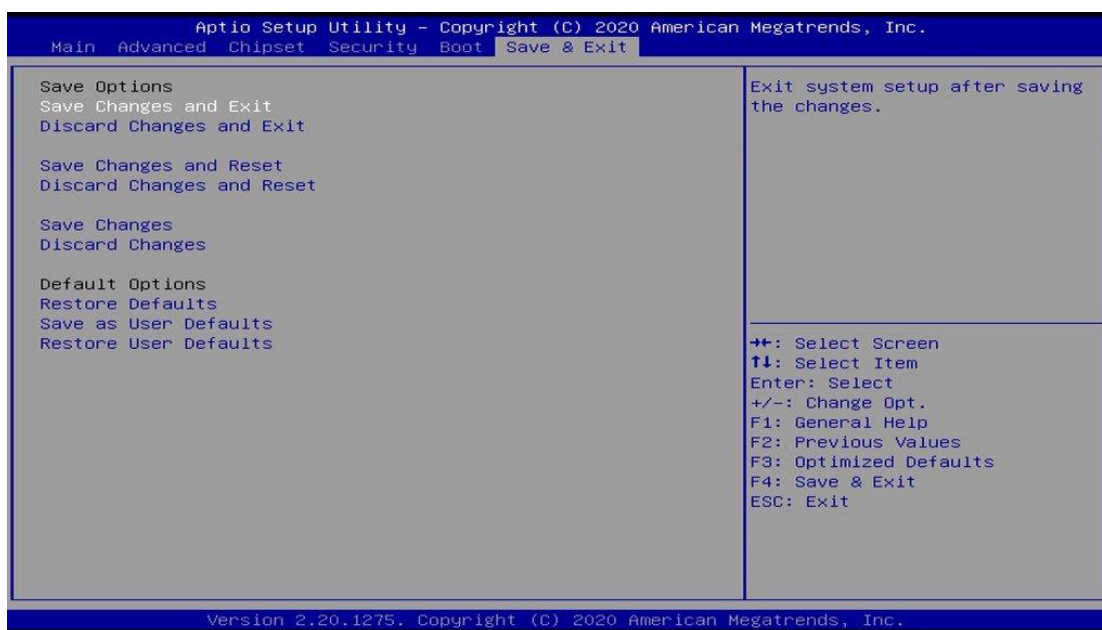 Aptio Setup Utility – Copyright (C) 2020 American Megatrends, Inc.
Main Advanced Chipset Security Boot Save & Exit
Save Options
Save Changes and Exit
Discard Changes and Exit
Save Changes and Reset
Discard Changes and Reset
Save Changes
Discard Changes
Default Options
Restore Defaults
Save as User Defaults
Restore User Defaults
Exit system setup after saving
the changes.
→←: Select Screen
↑↓: Select Item
Enter: Select
+/-: Change Opt.
F1: General Help
F2: Previous Values
F3: Optimized Defaults
F4: Save & Exit
ESC: Exit
Version 2.20.1275. Copyright (C) 2020 American Megatrends, Inc.